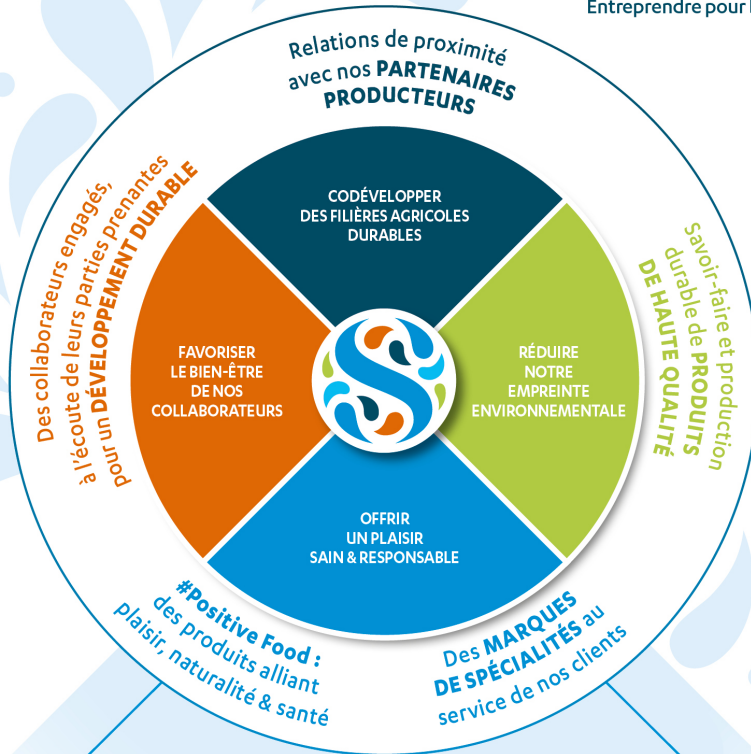 Entreprendre pour
Relations de proximité
avec nos PARTENAIRES
PRODUCTEURS
CODÉVELOPPER
DES FILIÈRES AGRICOLES
DURABLES
Des collaborateurs engagés,
à l'écoute de leurs parties prenantes
pour un DÉVELOPPEMENT DURABLE
FAVORISER
LE BIEN-ÊTRE
DE NOS
COLLABORATEURS
RÉDUIRE
NOTRE
EMPREINTE
ENVIRONNEMENTALE
Savoir-faire et production
durable de PRODUITS
DE HAUTE QUALITÉ
OFFRIR
UN PLAISIR
SAIN & RESPONSABLE
#Positive Food :
des produits alliant
plaisir, naturalité & santé
Des MARQUES
DE SPÉCIALITÉS au
service de nos clients